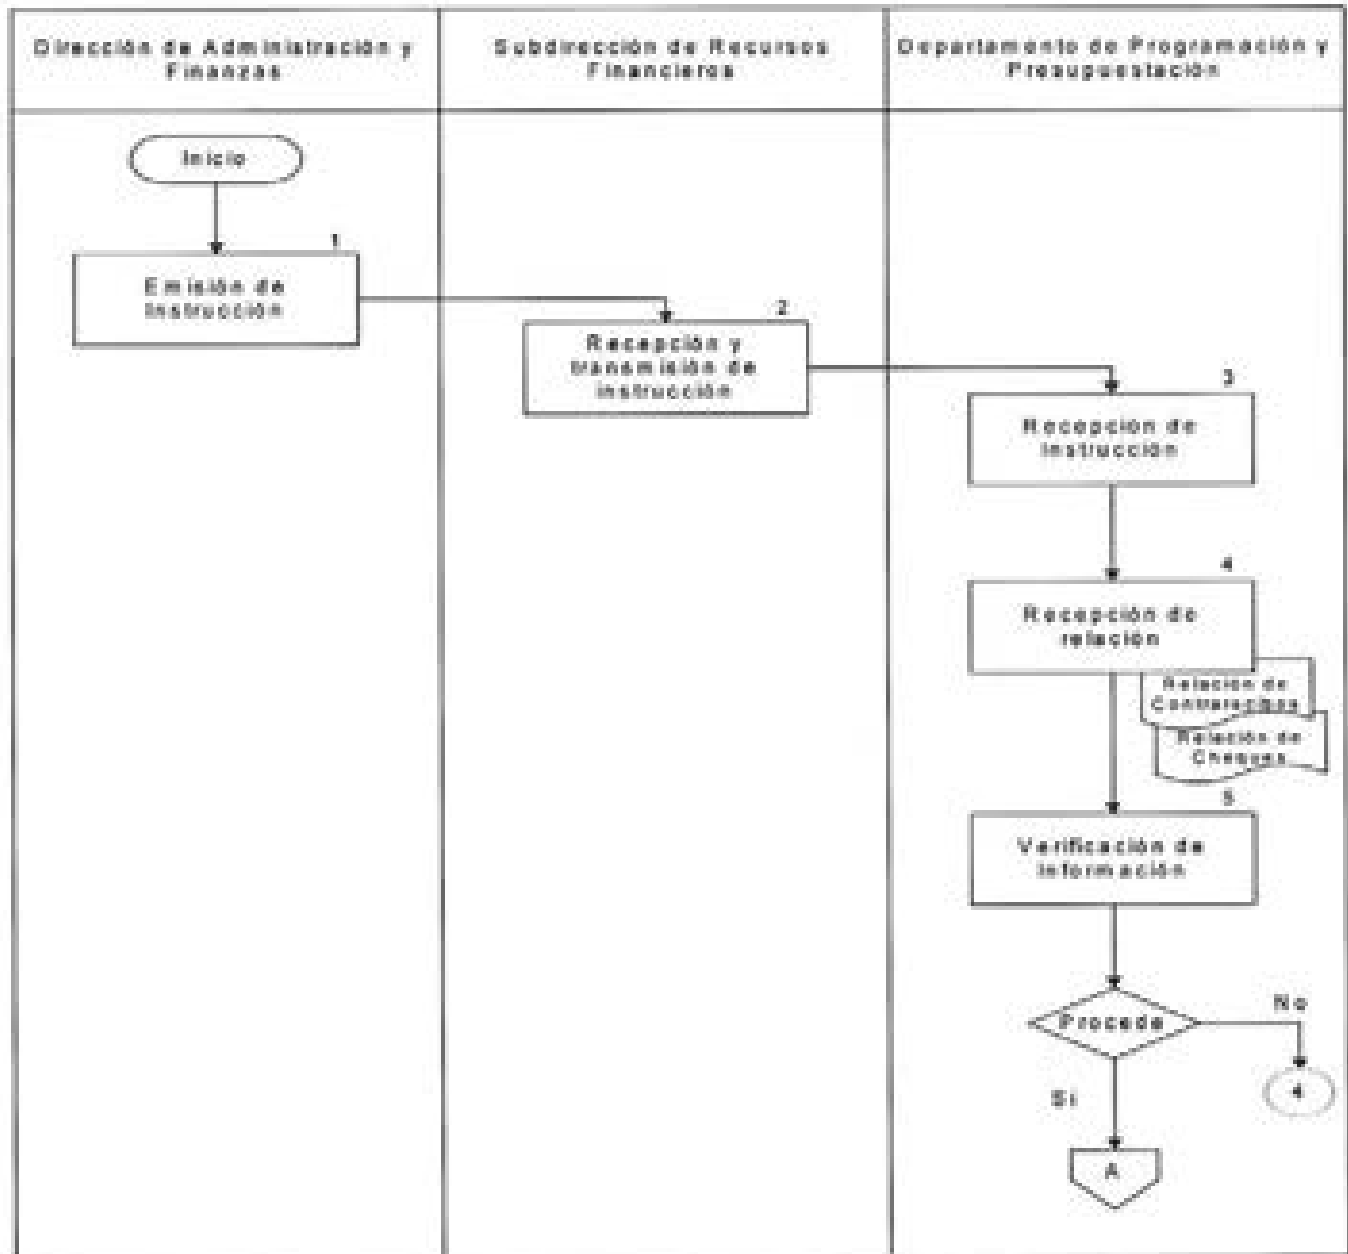 Dirección de Administración y
Finanzas
Subdirección de Recursos
Financieros
Departamento de Programación y
Presupuestación
Inicio
1
Emisión de
Instrucción
2
Recepción y
transmisión de
instrucción
3
Recepción de
Instrucción
4
Recepción de
relación
Relación de
Contrarecibos
Relación de
Cheques
5
Verificación de
Información
Procede
No
4
Si
A